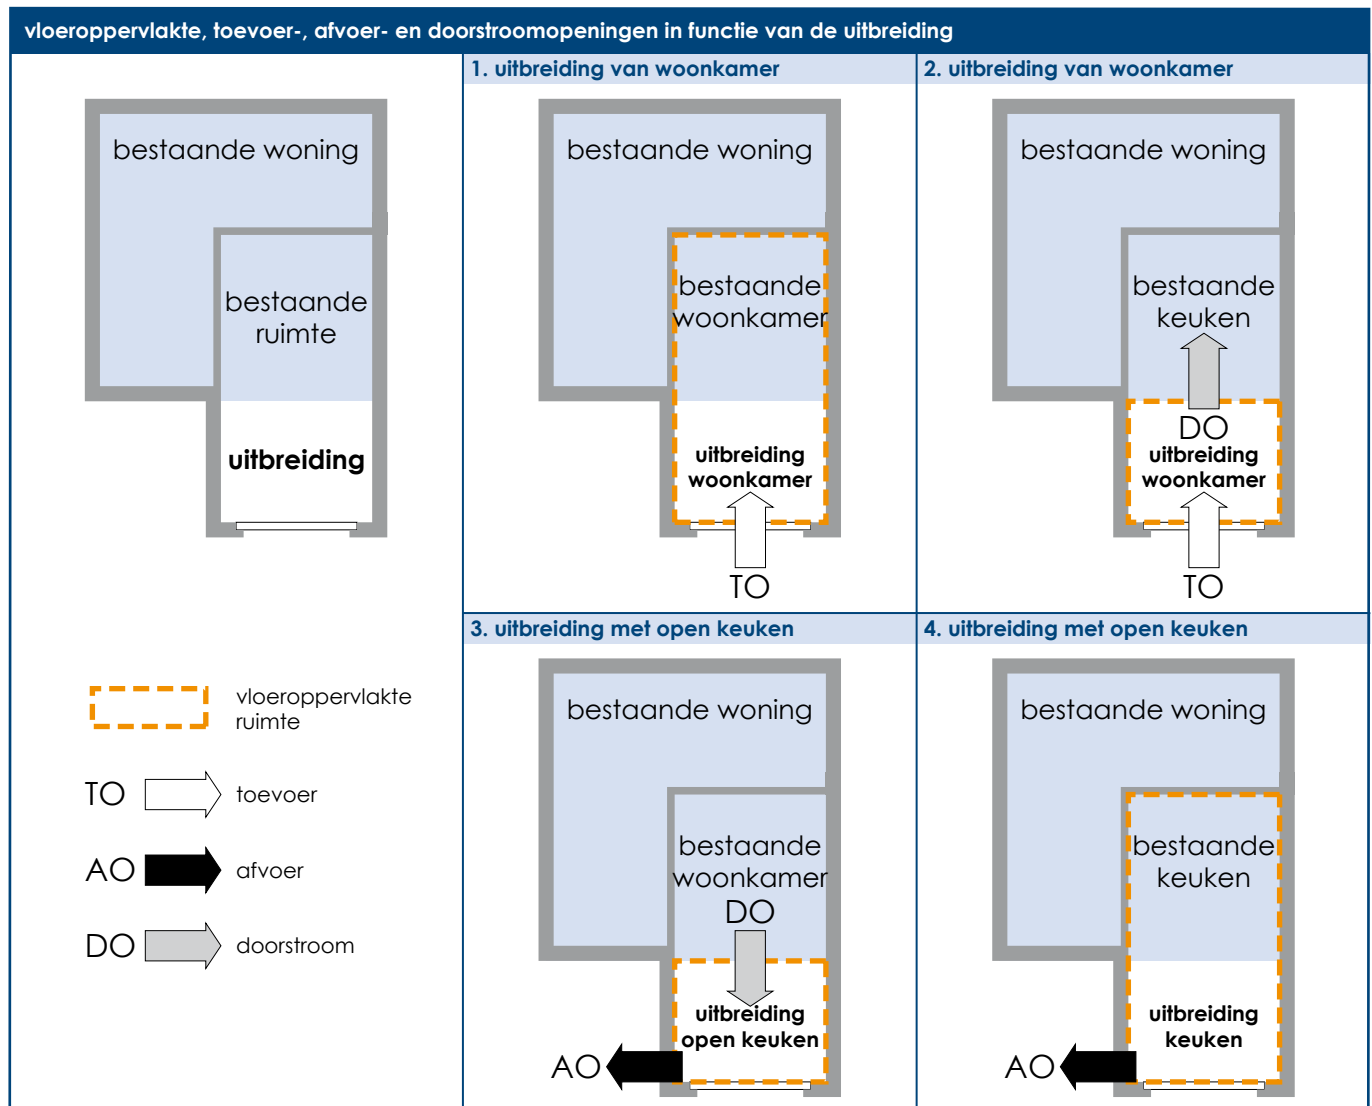 vloeroppervlakte, toevoer-, afvoer- en doorstroomopeningen in functie van de uitbreiding
bestaande woning
bestaande
ruimte
uitbreiding
1. uitbreiding van woonkamer
bestaande woning
bestaande
woonkamer
uitbreiding
woonkamer
TO
2. uitbreiding van woonkamer
bestaande woning
bestaande
keuken
DO
uitbreiding
woonkamer
TO
vloeroppervlakte
ruimte
TO toevoer
AO afvoer
DO doorstroom
3. uitbreiding met open keuken
bestaande woning
bestaande
woonkamer
DO
uitbreiding
open keuken
AO
4. uitbreiding met open keuken
bestaande woning
bestaande
keuken
uitbreiding
keuken
AO